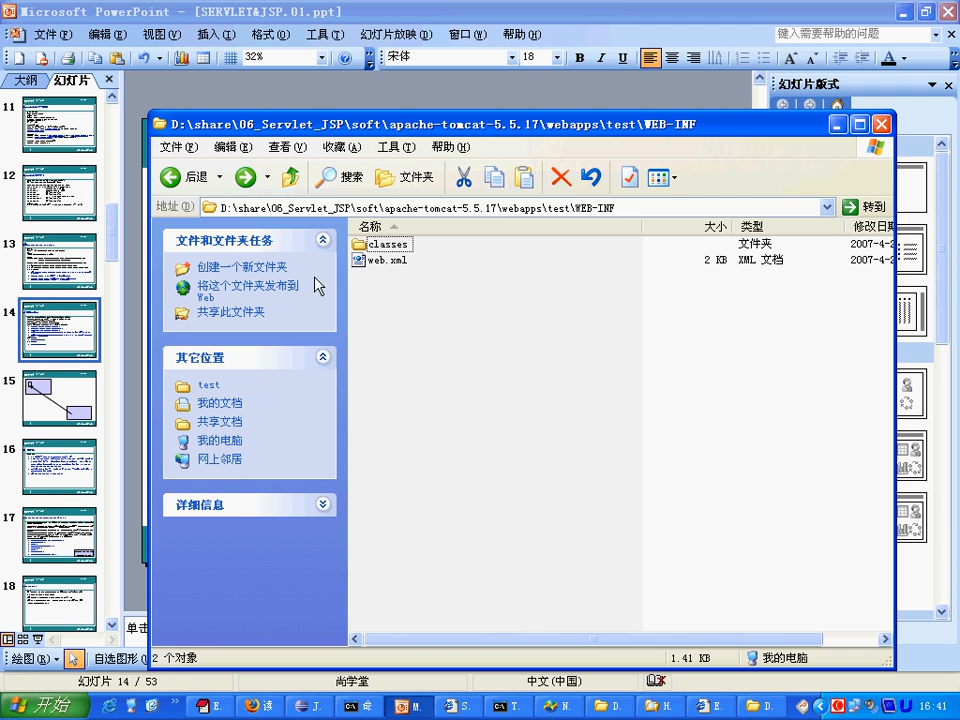 Microsoft PowerPoint - [SERVLET&JSP.01.ppt]
文件(F) 编辑(E) 视图(V) 插入(I) 格式(O) 工具(T) 幻灯片放映(D) 窗口(W) 帮助(H) 键入需要帮助的问题
32% 宋体 18 B I U A A A
大纲 幻灯片 幻灯片版式
11
12
13
14
15
16
17
18
D:\share\06_Servlet_JSP\soft\apache-tomcat-5.5.17\webapps\test\WEB-INF
文件(F) 编辑(E) 查看(V) 收藏(A) 工具(T) 帮助(H)
后退 搜索 文件夹
地址(D) D:\share\06_Servlet_JSP\soft\apache-tomcat-5.5.17\webapps\test\WEB-INF 转到
文件和文件夹任务
创建一个新文件夹
将这个文件夹发布到
Web
共享此文件夹
其它位置
test
我的文档
共享文档
我的电脑
网上邻居
详细信息
名称 大小 类型 修改日期
classes 文件夹 2007-4-2
web.xml 2 KB XML 文档 2007-4-2
2 个对象 1.41 KB 我的电脑
单击
绘图(R) 自选图形(
幻灯片 14 / 53 尚学堂 中文(中国)
开始 E. 读 J. 命 M. S. T. N. D. H. E. D. 16:41